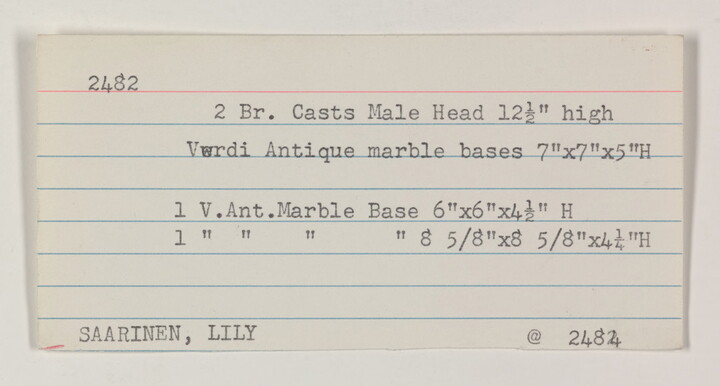 2482
2 Br. Casts Male Head 12½" high
Verdi Antique marble bases 7"x7"x5"H
1 V.Ant.Marble Base 6"x6"x4½" H
1 " " " " 8 5/8"x8 5/8"x4¼"H
SAARINEN, LILY @